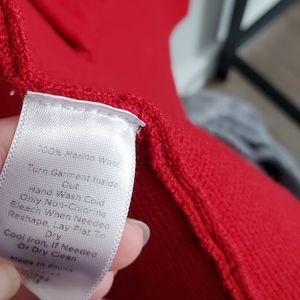 100% Merino Wool
Turn Garment Inside
Out
Hand Wash Cold
Only Non-Chlorine
Bleach When Needed
Reshape, Lay Flat To
Dry
Cool Iron, If Needed
Or Dry Clean
Made In China